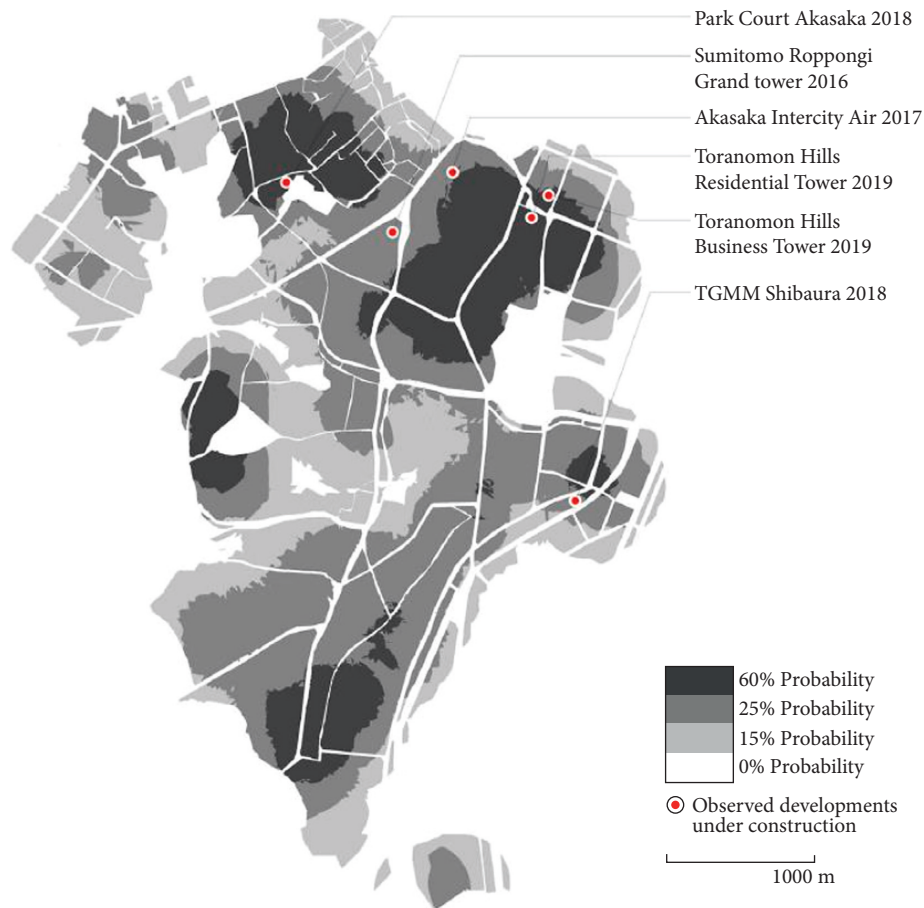 Park Court Akasaka 2018
Sumitomo Roppongi
Grand tower 2016
Akasaka Intercity Air 2017
Toranomon Hills
Residential Tower 2019
Toranomon Hills
Business Tower 2019
TGMM Shibaura 2018
60% Probability
25% Probability
15% Probability
0% Probability
Observed developments
under construction
1000 m